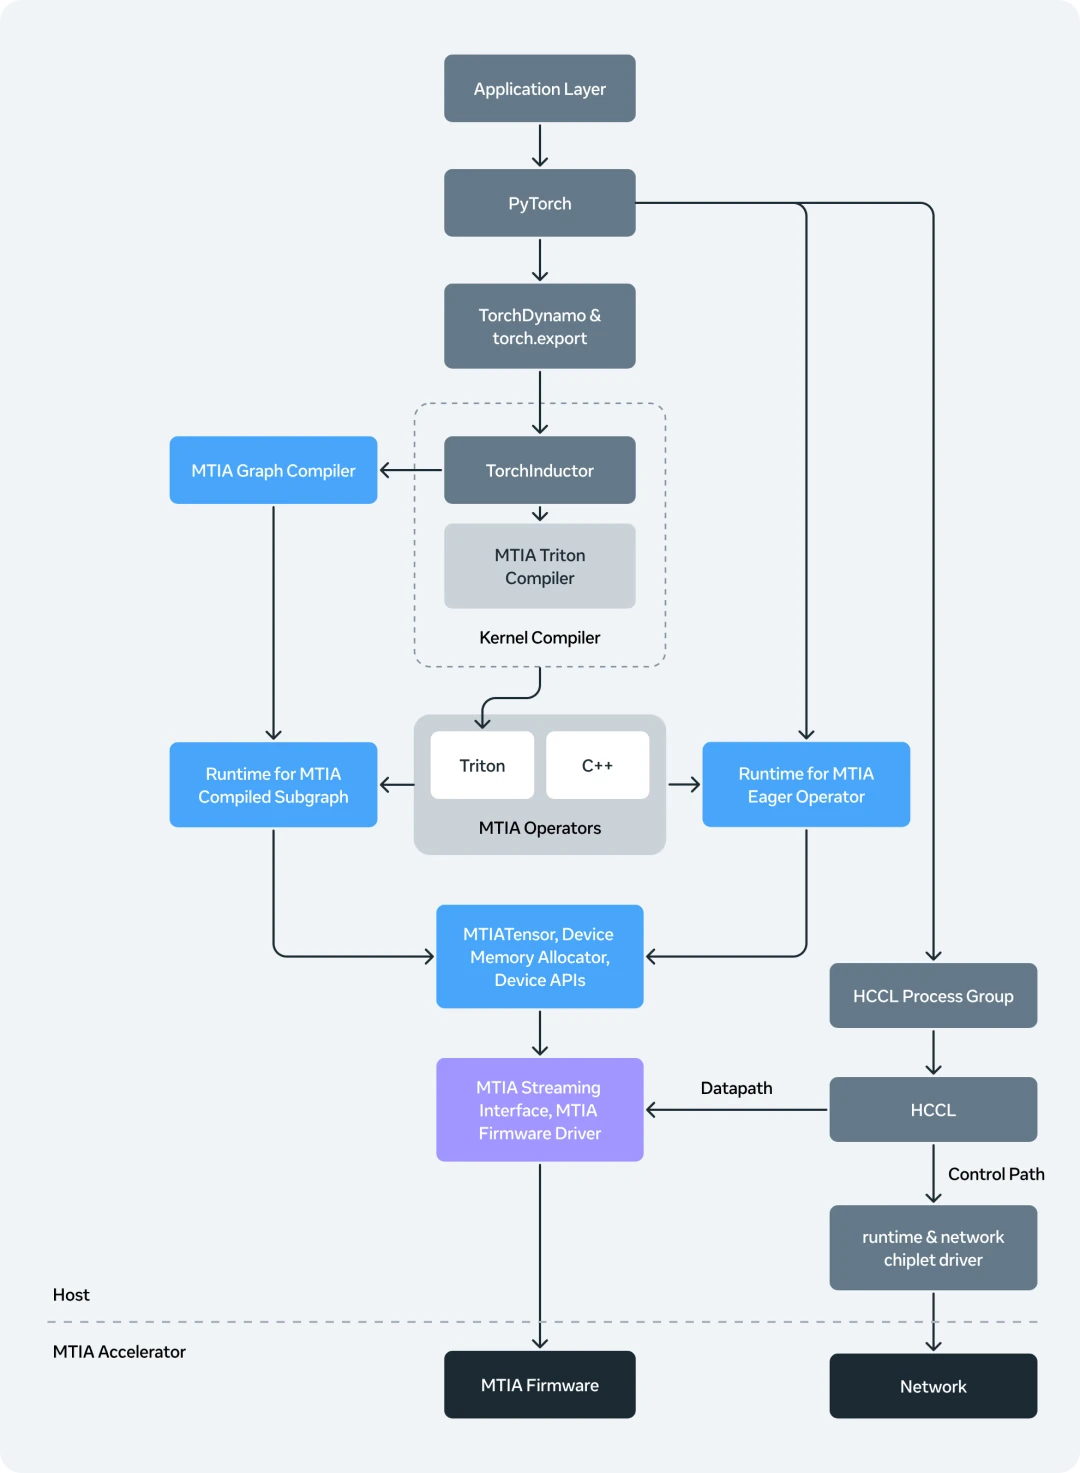 Application Layer
PyTorch
TorchDynamo &
torch.export
MTIA Graph Compiler
TorchInductor
MTIA Triton
Compiler
Kernel Compiler
Runtime for MTIA
Compiled Subgraph
Triton
C++
MTIA Operators
Runtime for MTIA
Eager Operator
MTIATensor, Device
Memory Allocator,
Device APIs
HCCL Process Group
MTIA Streaming
Interface, MTIA
Firmware Driver
Datapath
HCCL
Control Path
runtime & network
chiplet driver
Host
MTIA Accelerator
MTIA Firmware
Network